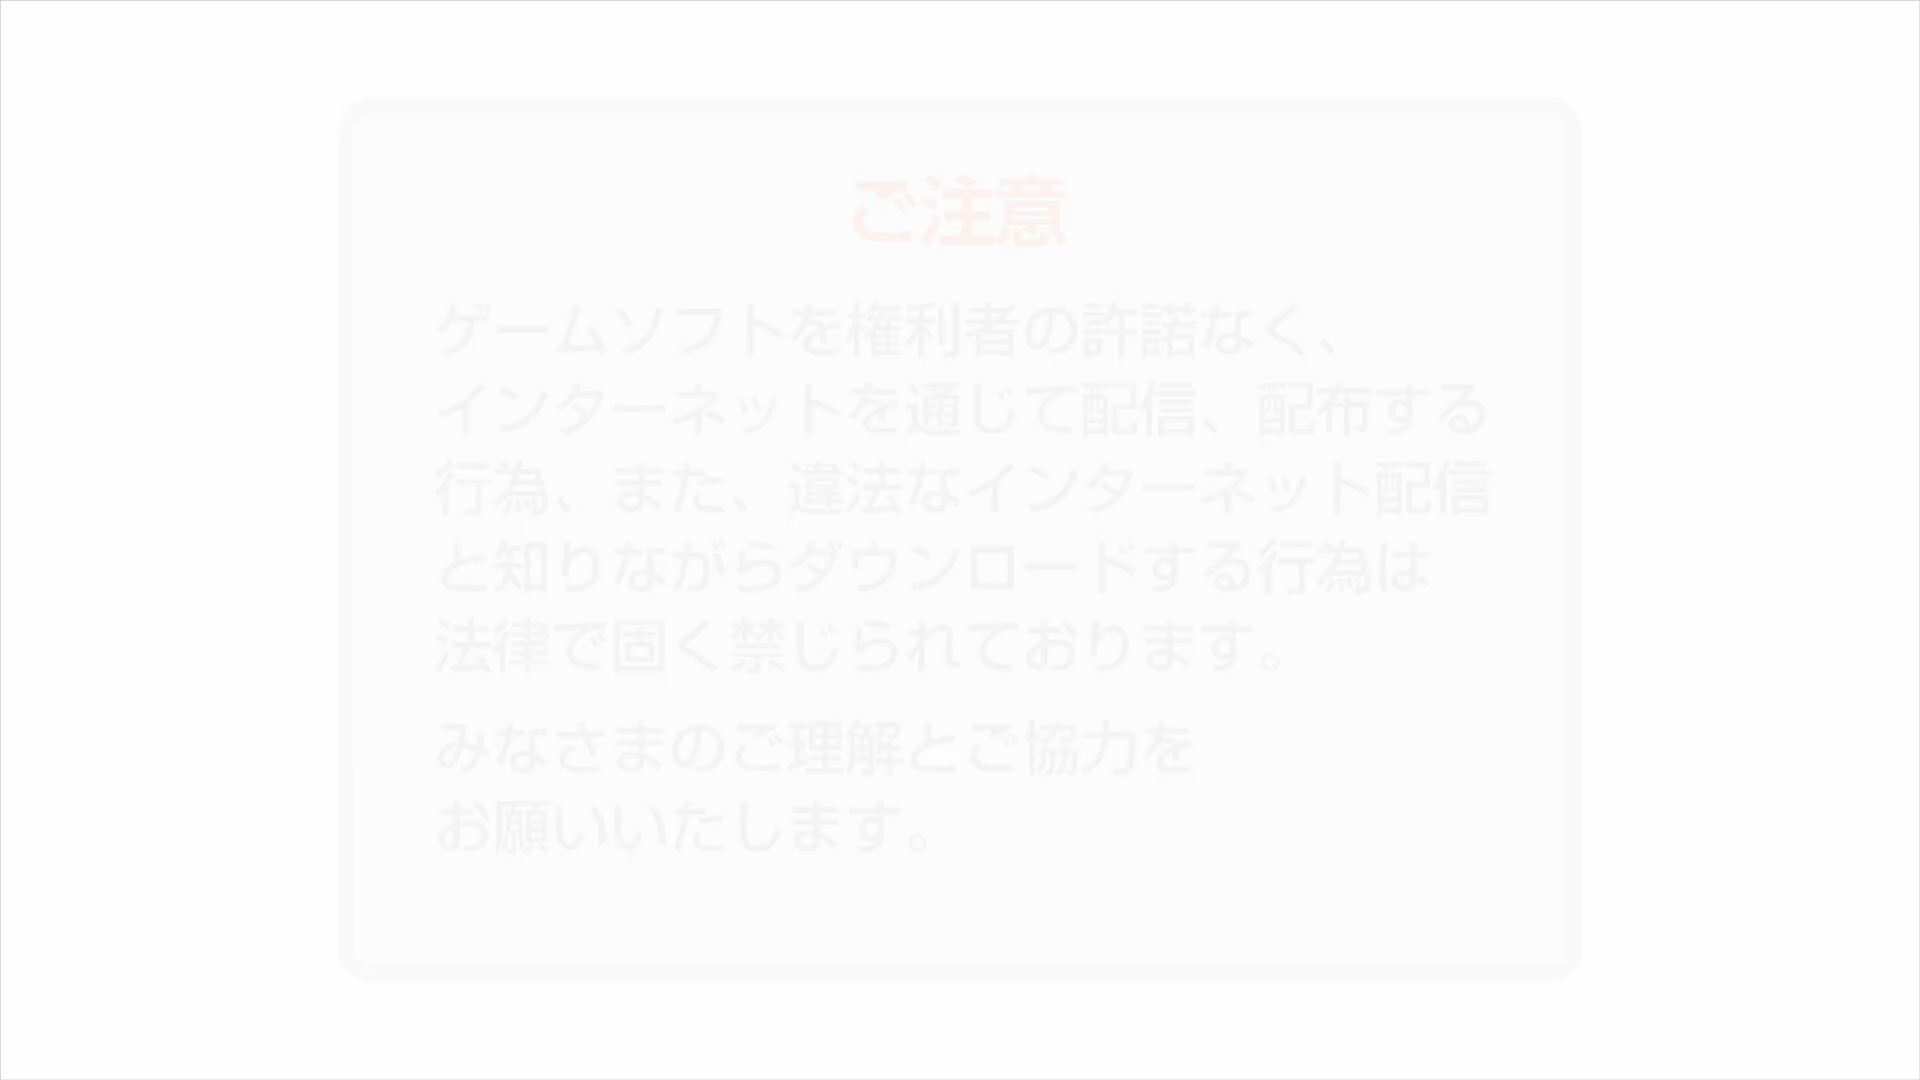 ご注意
ゲームソフトを権利者の許諾なく、
インターネットを通じて配信、配布する
行為、また、違法なインターネット配信
と知りながらダウンロードする行為は
法律で固く禁じられております。
みなさまのご理解とご協力を
お願いいたします。